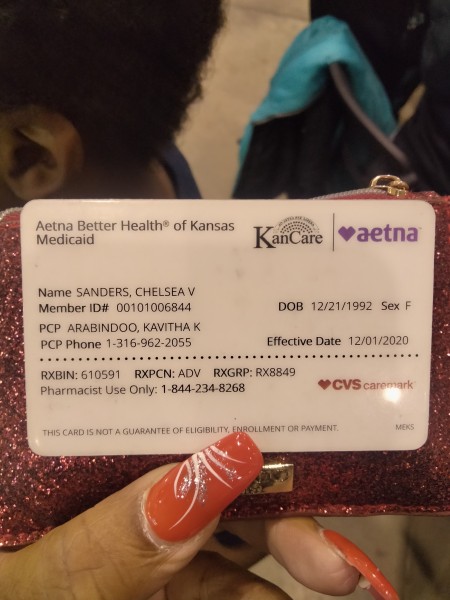 Aetna Better Health® of Kansas
Medicaid
KanCare
aetna
Name SANDERS, CHELSEA V
Member ID# 00101006844
DOB 12/21/1992 Sex F
PCP ARABINDOO, KAVITHA K
PCP Phone 1-316-962-2055
Effective Date 12/01/2020
RXBIN: 610591 RXPCN: ADV RXGRP: RX8849
Pharmacist Use Only: 1-844-234-8268
CVS caremark
THIS CARD IS NOT A GUARANTEE OF ELIGIBILITY, ENROLLMENT OR PAYMENT.
MEKS